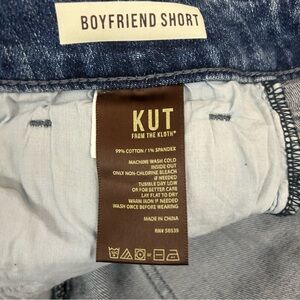 BOYFRIEND SHORT
KUT
FROM THE KLOTH
99% COTTON / 1% SPANDEX
MACHINE WASH COLD
INSIDE OUT
ONLY NON-CHLORINE BLEACH
IF NEEDED
TUMBLE DRY LOW
OR FOR BETTER CARE
LAY FLAT TO DRY
WARM IRON IF NEEDED
WASH ONCE BEFORE WEARING
MADE IN CHINA
RN# 58539